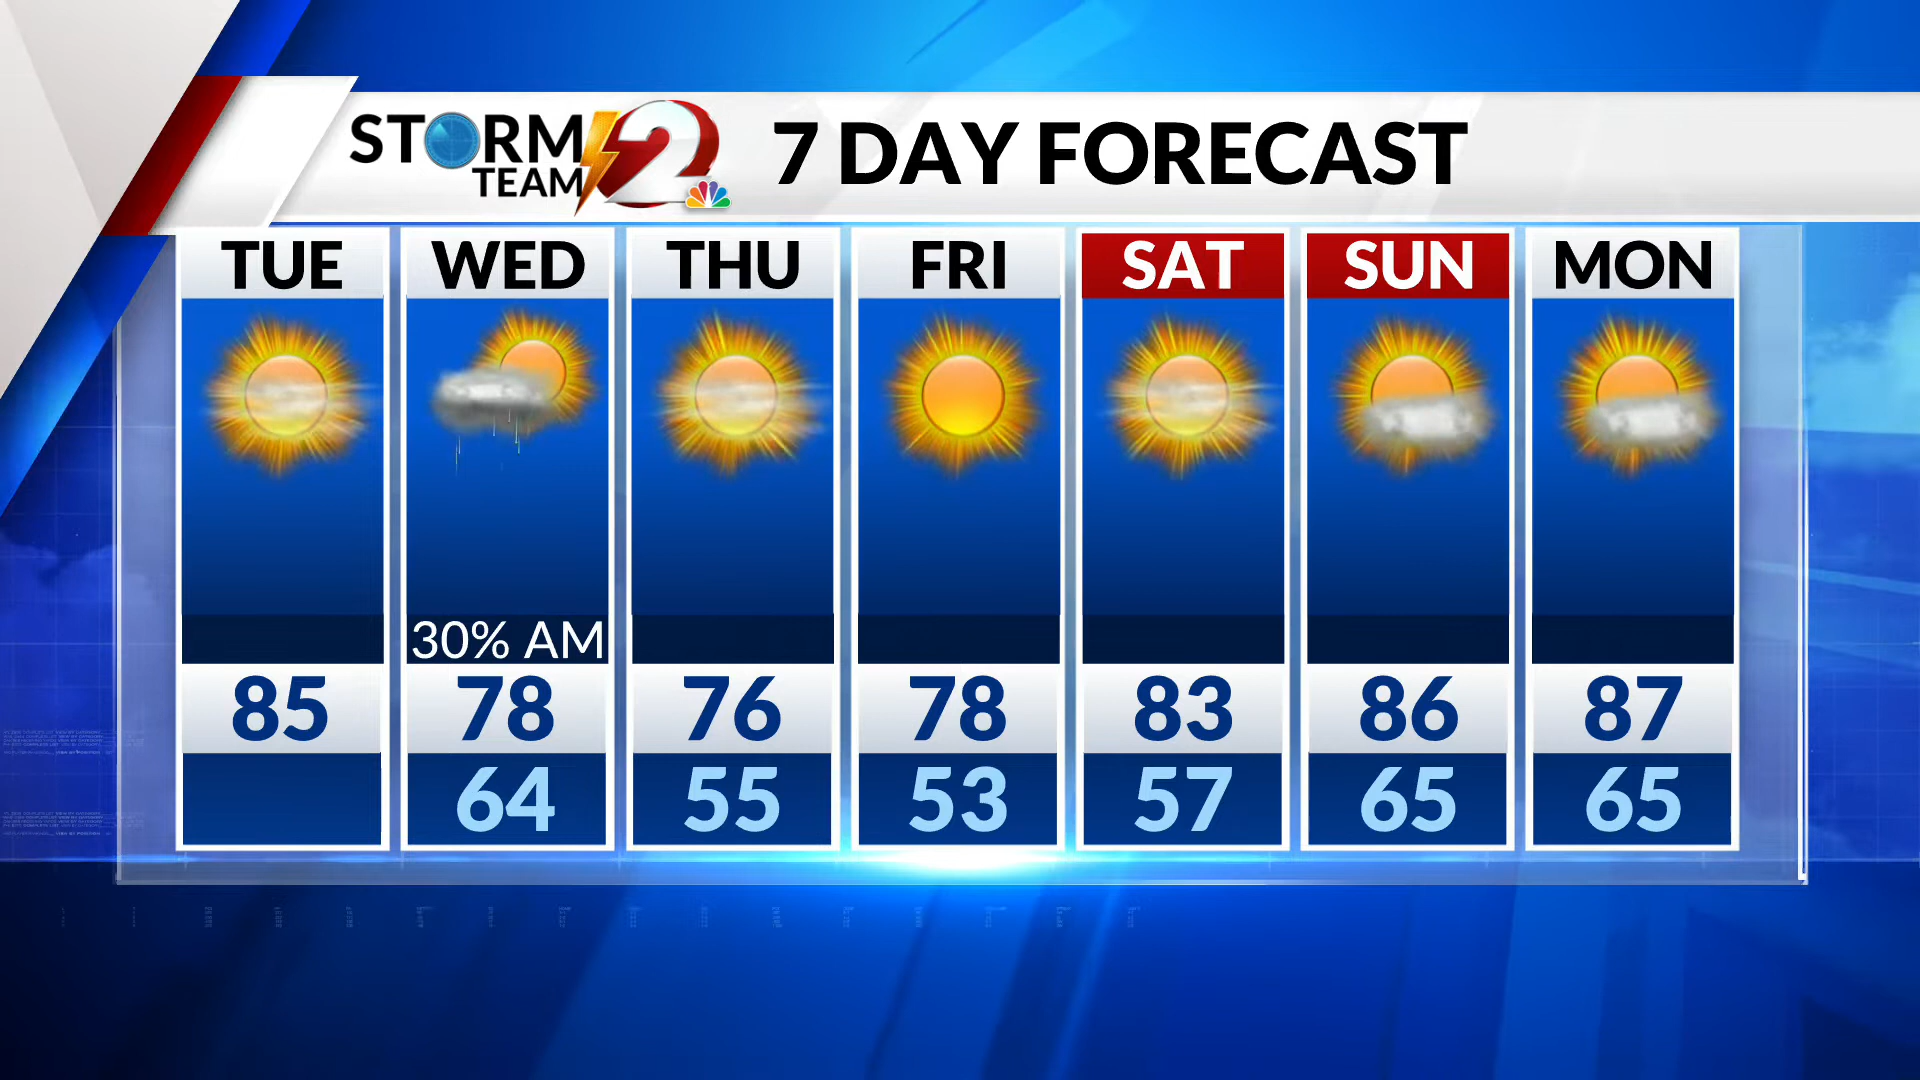 STORM
TEAM 2
7 DAY FORECAST
TUE WED THU FRI SAT SUN MON
30% AM
85 78 76 78 83 86 87
64 55 53 57 65 65